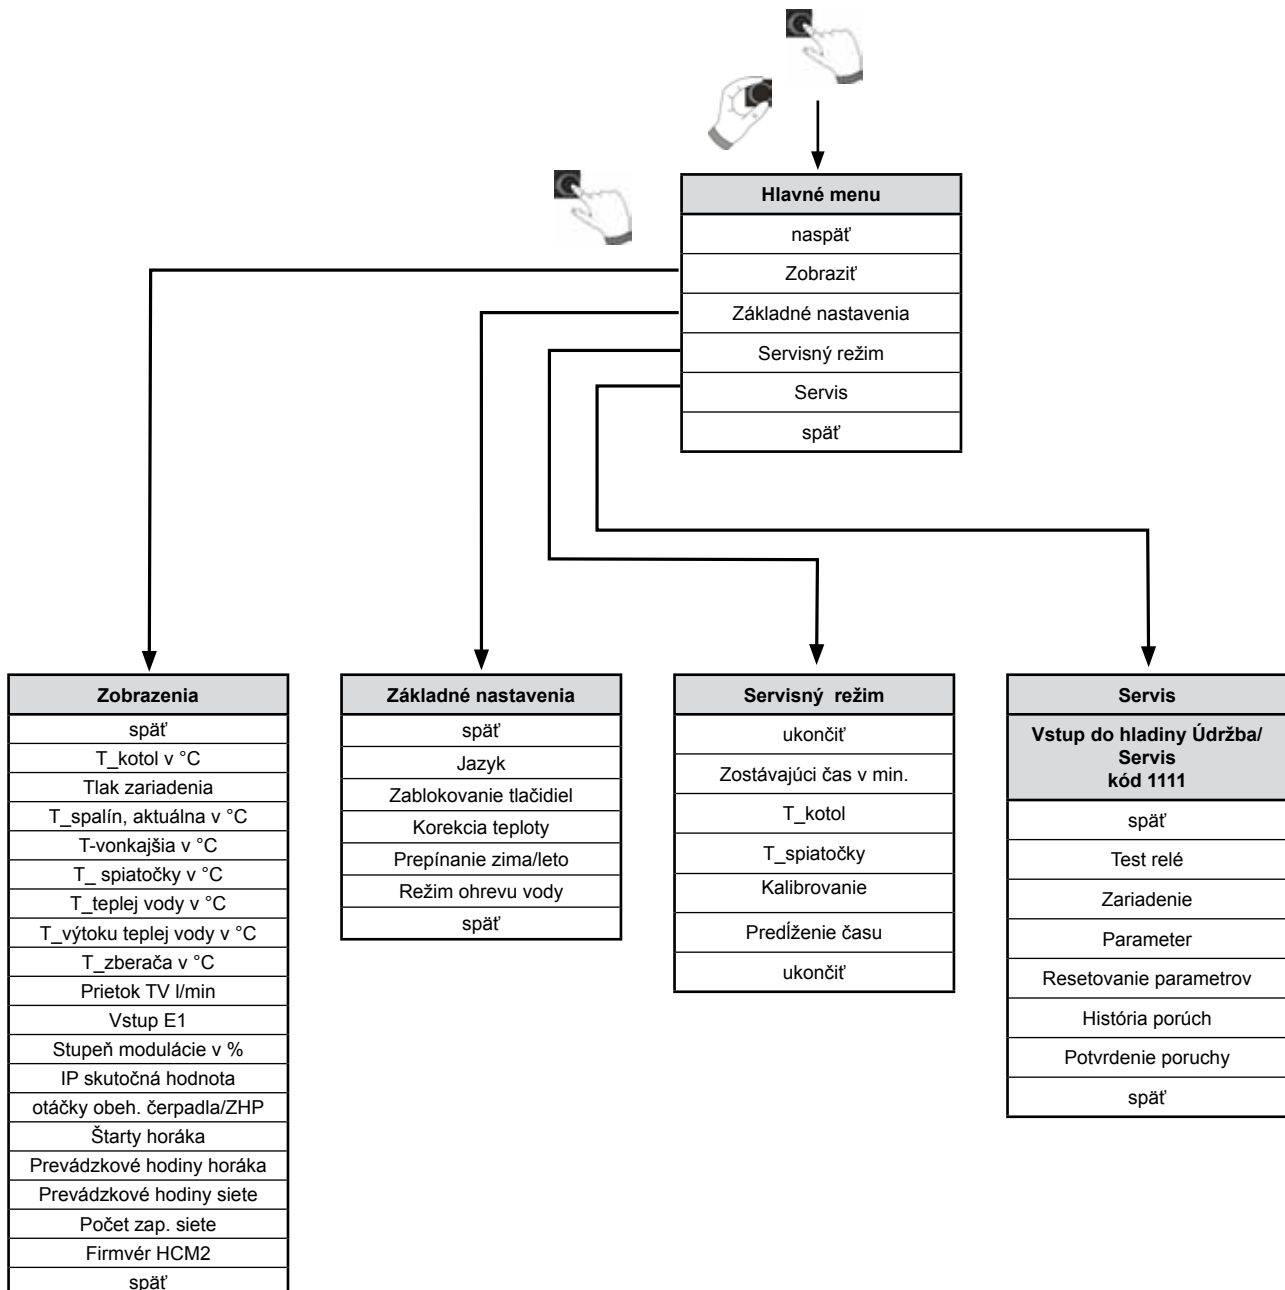 Hlavné menu
naspäť
Zobraziť
Základné nastavenia
Servisný režim
Servis
späť
Zobrazenia
späť
T_kotol v °C
Tlak zariadenia
T_spalín, aktuálna v °C
T-vonkajšia v °C
T_ spiatočky v °C
T_teplej vody v °C
T_výtoku teplej vody v °C
T_zberača v °C
Prietok TV l/min
Vstup E1
Stupeň modulácie v %
IP skutočná hodnota
otáčky obeh. čerpadla/ZHP
Štarty horáka
Prevádzkové hodiny horáka
Prevádzkové hodiny siete
Počet zap. siete
Firmvér HCM2
späť
Základné nastavenia
späť
Jazyk
Zablokovanie tlačidiel
Korekcia teploty
Prepínanie zima/leto
Režim ohrevu vody
späť
Servisný  režim
ukončiť
Zostávajúci čas v min.
T_kotol
T_spiatočky
Kalibrovanie
Predĺženie času
ukončiť
Servis
Vstup do hladiny Údržba/
Servis
kód 1111
späť
Test relé
Zariadenie
Parameter
Resetovanie parametrov
História porúch
Potvrdenie poruchy
späť